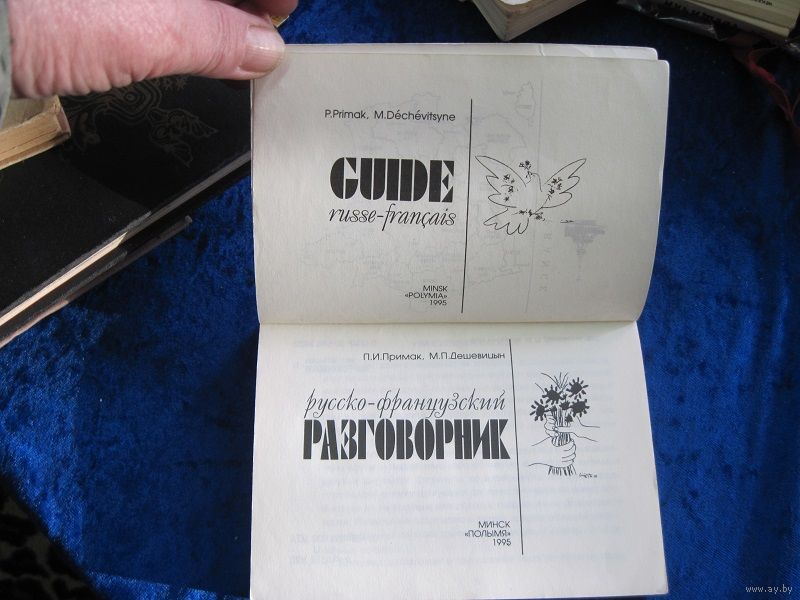 P.Primak, M.Déchévitsyne
GUIDE
russe-français
MINSK
«POLYMIA»
1995
П.И.Примак, М.П.Дешевицын
русско-французский
РАЗГОВОРНИК
МИНСК
«ПОЛЫМЯ»
1995
www.ay.by